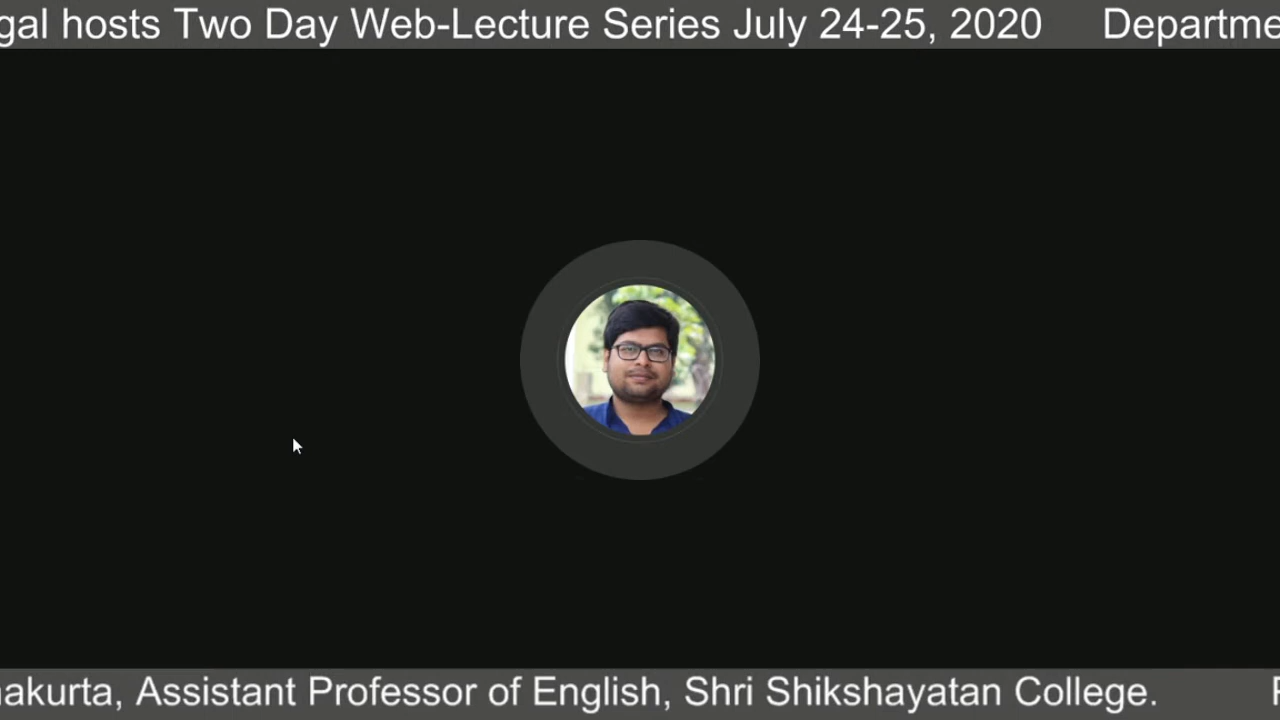 gal hosts Two Day Web-Lecture Series July 24-25, 2020 Departme
akurta, Assistant Professor of English, Shri Shikshayatan College.